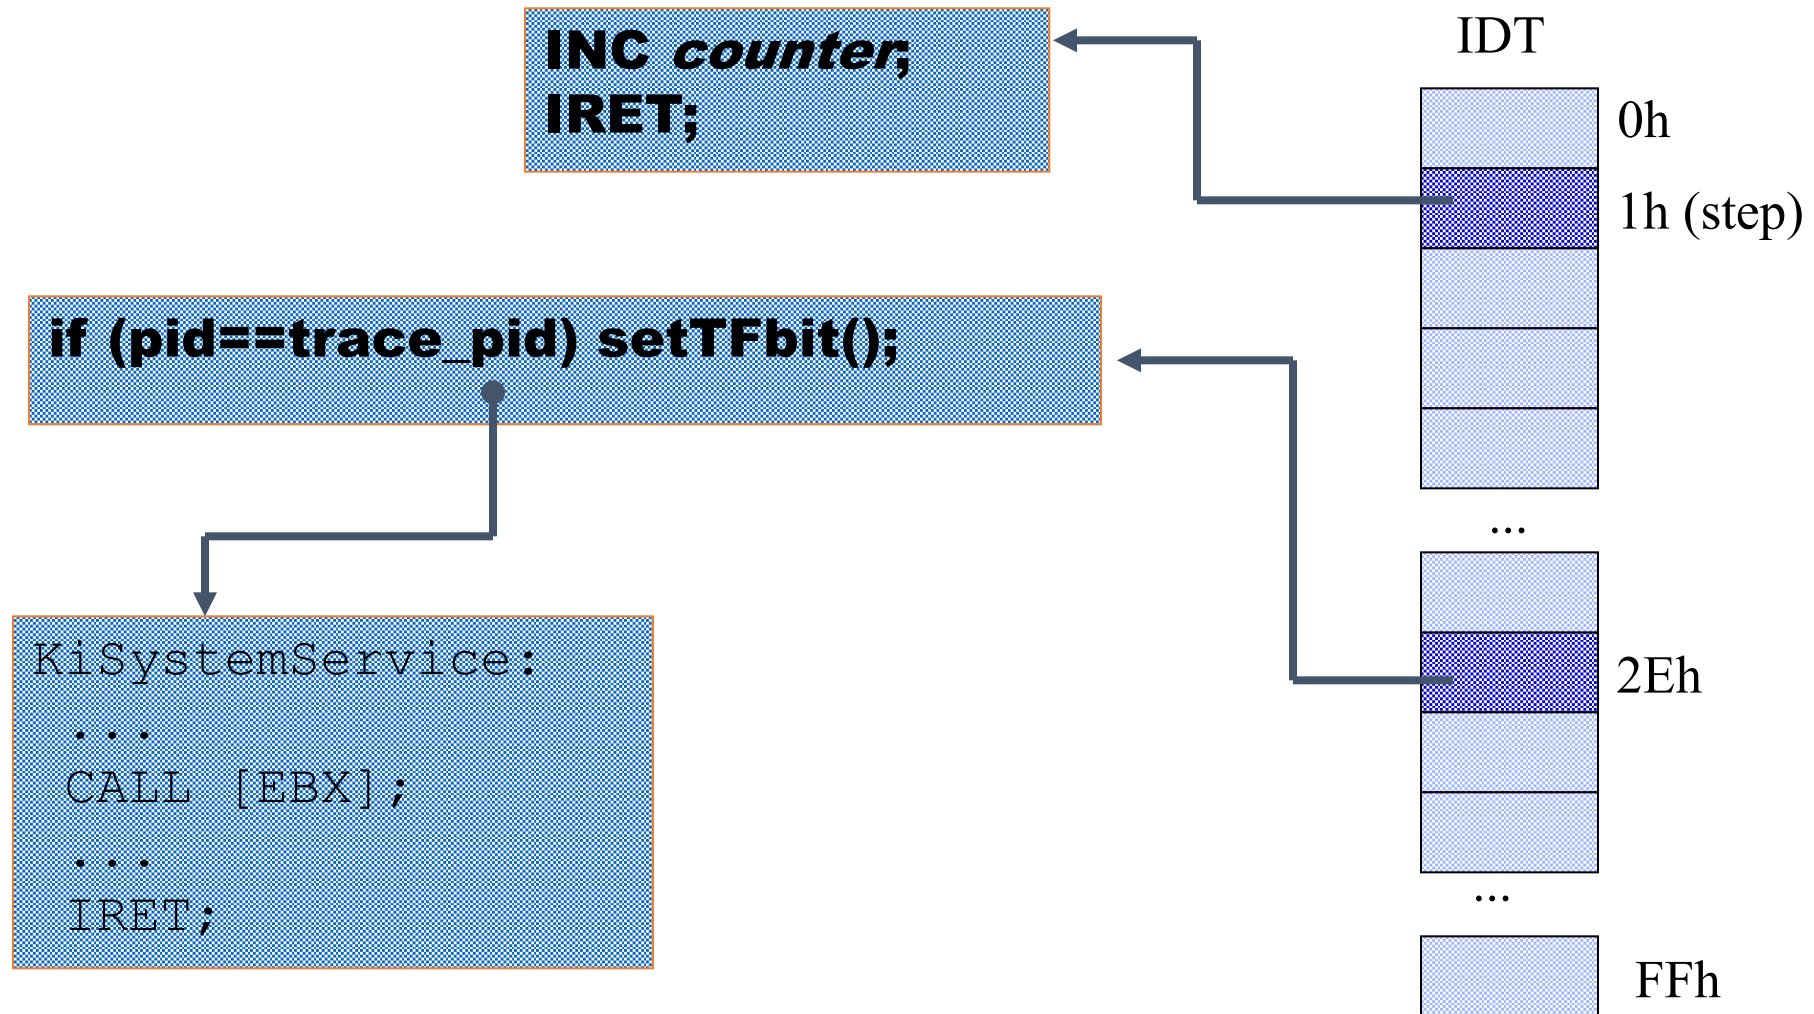 INC counter;
IRET;
IDT
0h
1h (step)
if (pid==trace_pid) setTFbit();
...
KiSystemService:
...
CALL [EBX];
...
IRET;
2Eh
...
FFh